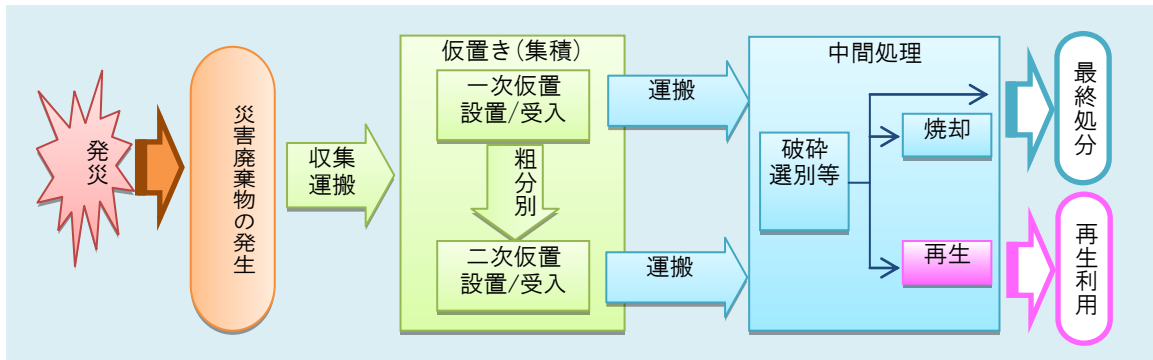 発災
災害廃棄物の発生
収集
運搬
仮置き(集積)
一次仮置
設置/受入
粗分別
二次仮置
設置/受入
運搬
運搬
中間処理
破砕
選別等
焼却
再生
最終処分
再生利用